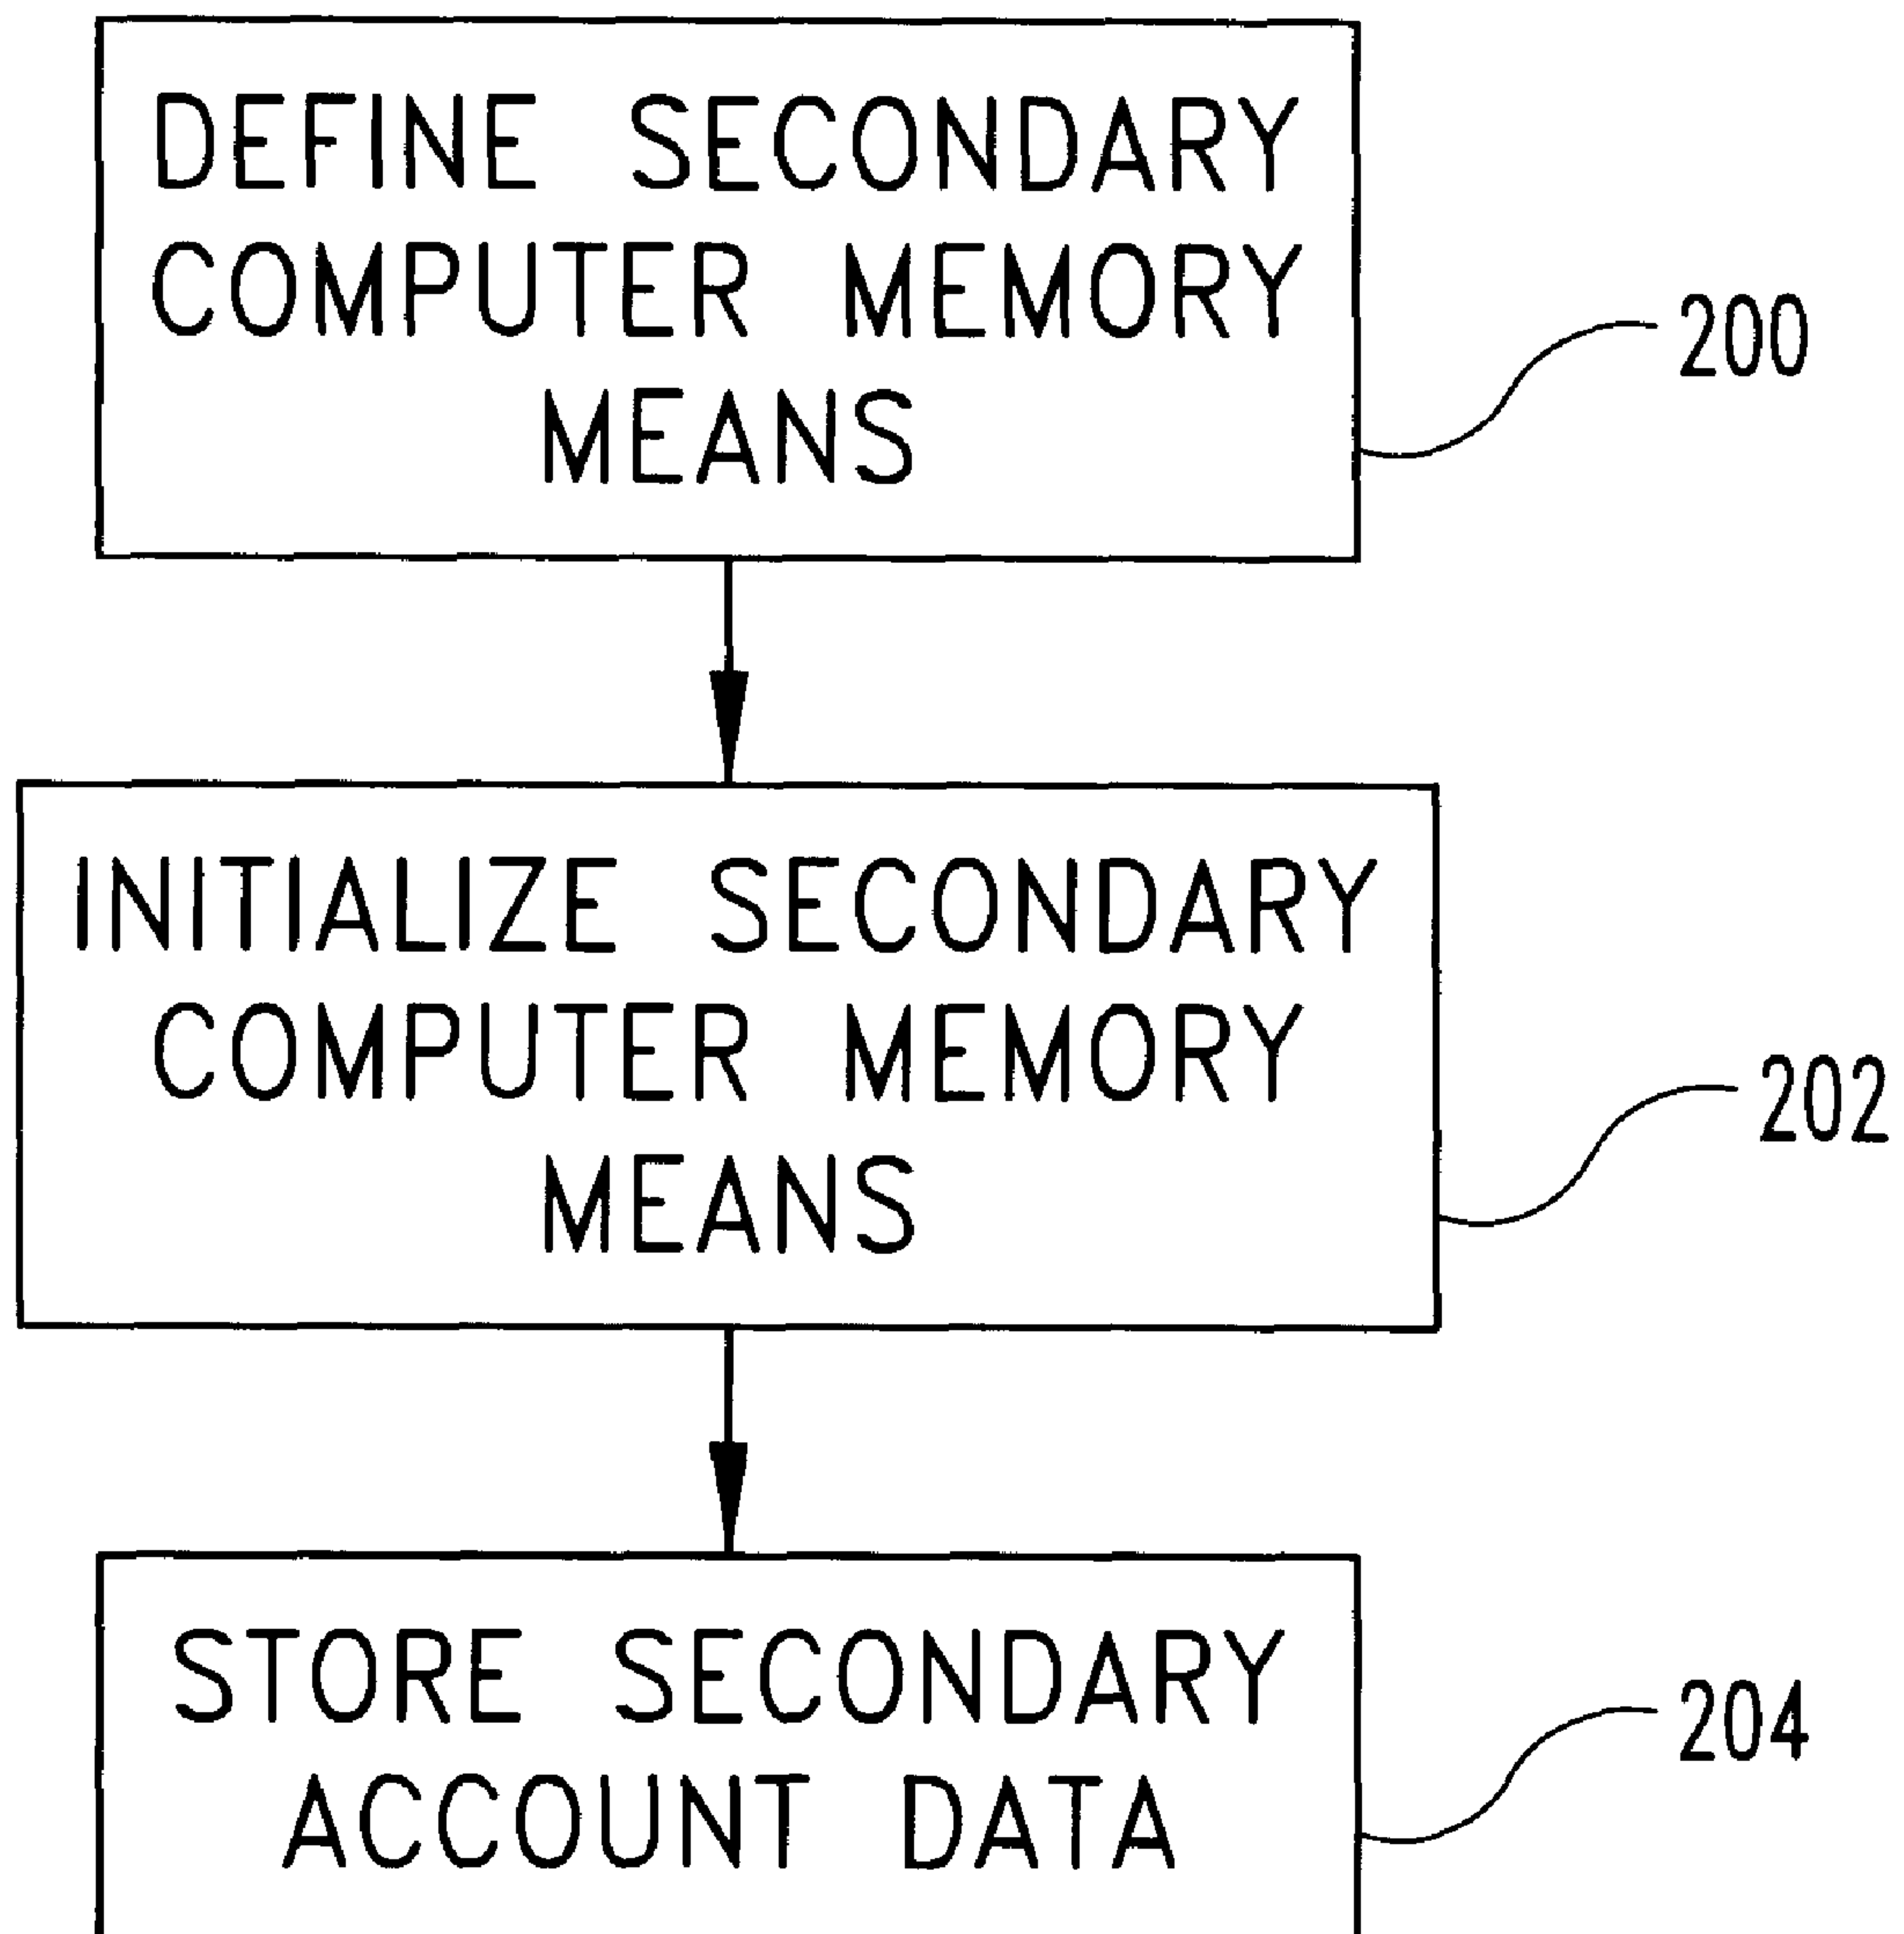 DEFINE SECONDARY
COMPUTER MEMORY
MEANS
200
INITIALIZE SECONDARY
COMPUTER MEMORY
MEANS
202
STORE SECONDARY
ACCOUNT DATA
204